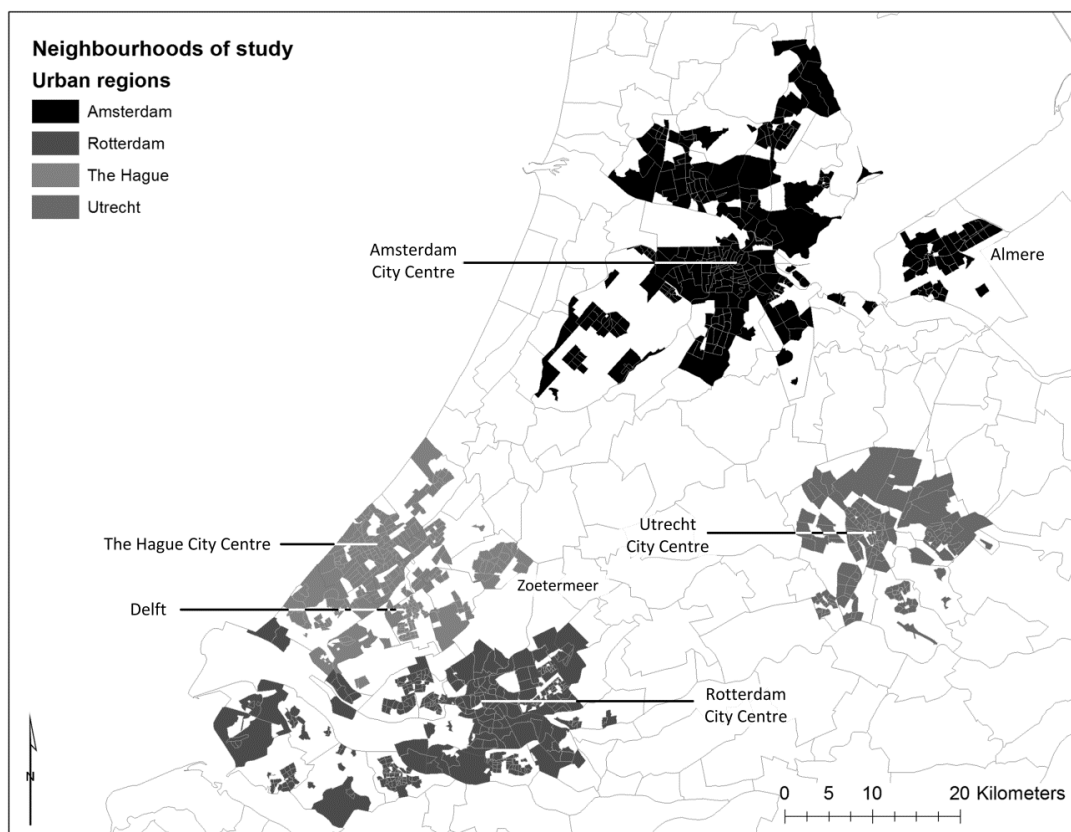 Neighbourhoods of study
Urban regions
Amsterdam
Rotterdam
The Hague
Utrecht
Amsterdam
City Centre
Almere
Utrecht
City Centre
The Hague City Centre
Zoetermeer
Delft
Rotterdam
City Centre
N
0 5 10 20 Kilometers